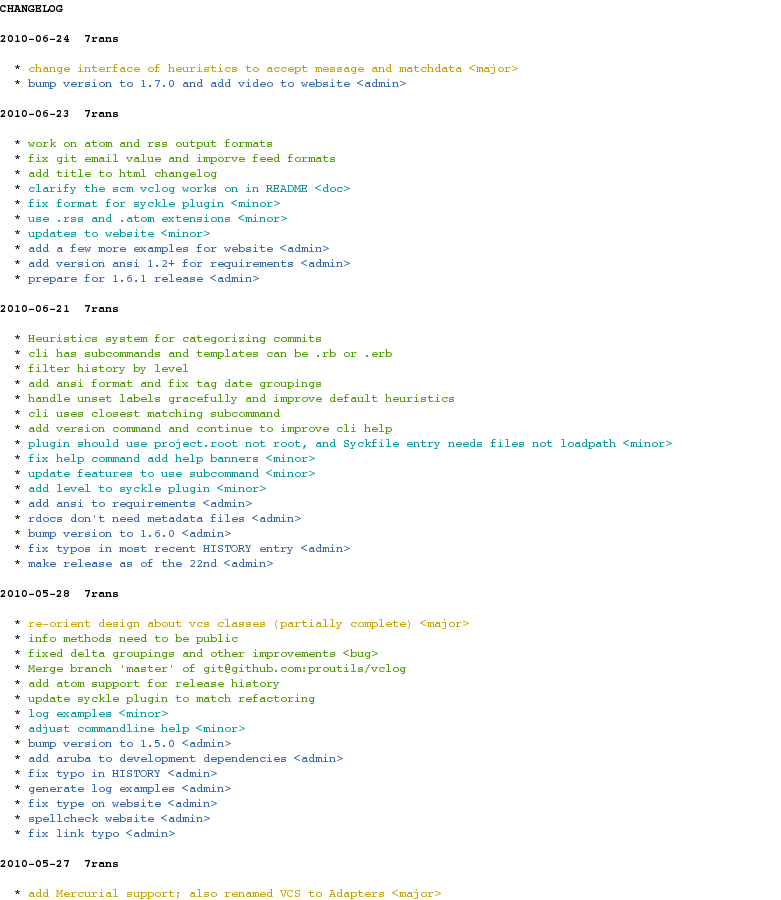 CHANGELOG
2010-06-24  7rans
* change interface of heuristics to accept message and matchdata <major>
* bump version to 1.7.0 and add video to website <admin>
2010-06-23  7rans
* work on atom and rss output formats
* fix git email value and imporve feed formats
* add title to html changelog
* clarify the scm vclog works on in README <doc>
* fix format for syckle plugin <minor>
* use .rss and .atom extensions <minor>
* updates to website <minor>
* add a few more examples for website <admin>
* add version ansi 1.2+ for requirements <admin>
* prepare for 1.6.1 release <admin>
2010-06-21  7rans
* Heuristics system for categorizing commits
* cli has subcommands and templates can be .rb or .erb
* filter history by level
* add ansi format and fix tag date groupings
* handle unset labels gracefully and improve default heuristics
* cli uses closest matching subcommand
* add version command and continue to improve cli help
* plugin should use project.root not root, and Syckfile entry needs files not loadpath <minor>
* fix help command add help banners <minor>
* update features to use subcommand <minor>
* add level to syckle plugin <minor>
* add ansi to requirements <admin>
* rdocs don't need metadata files <admin>
* bump version to 1.6.0 <admin>
* fix typos in most recent HISTORY entry <admin>
* make release as of the 22nd <admin>
2010-05-28  7rans
* re-orient design about vcs classes (partially complete) <major>
* info methods need to be public
* fixed delta groupings and other improvements <bug>
* Merge branch 'master' of git@github.com:proutils/vclog
* add atom support for release history
* update syckle plugin to match refactoring
* log examples <minor>
* adjust commandline help <minor>
* bump version to 1.5.0 <admin>
* add aruba to development dependencies <admin>
* fix typo in HISTORY <admin>
* generate log examples <admin>
* fix type on website <admin>
* spellcheck website <admin>
* fix link typo <admin>
2010-05-27  7rans
* add Mercurial support; also renamed VCS to Adapters <major>